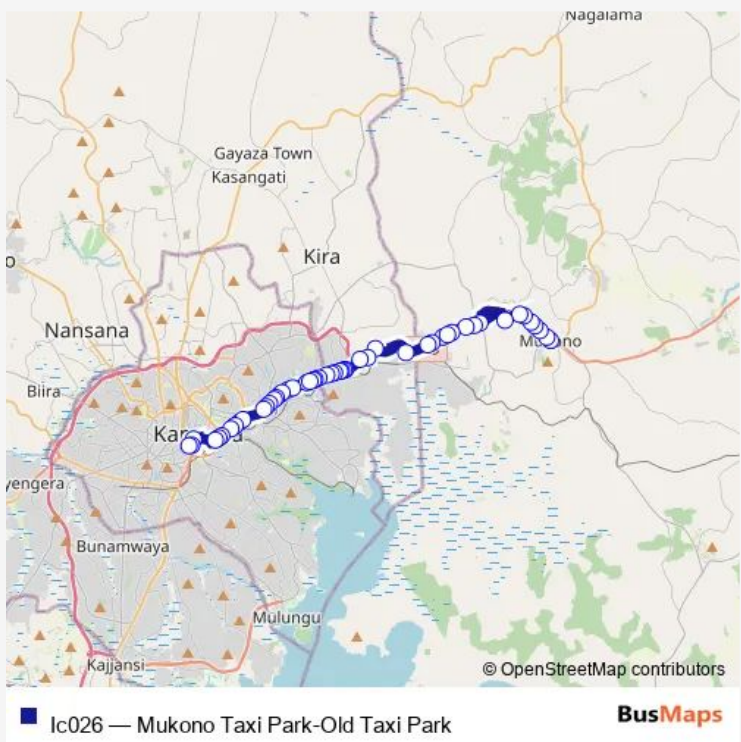 Nagalama
Gayaza Town
Kasangati
o
Kira
Nansana
Mukono
Biira
Kampala
yengera
Bunamwaya
Mulungu
Kajjansi
© OpenStreetMap contributors
Ic026 — Mukono Taxi Park-Old Taxi Park
BusMaps